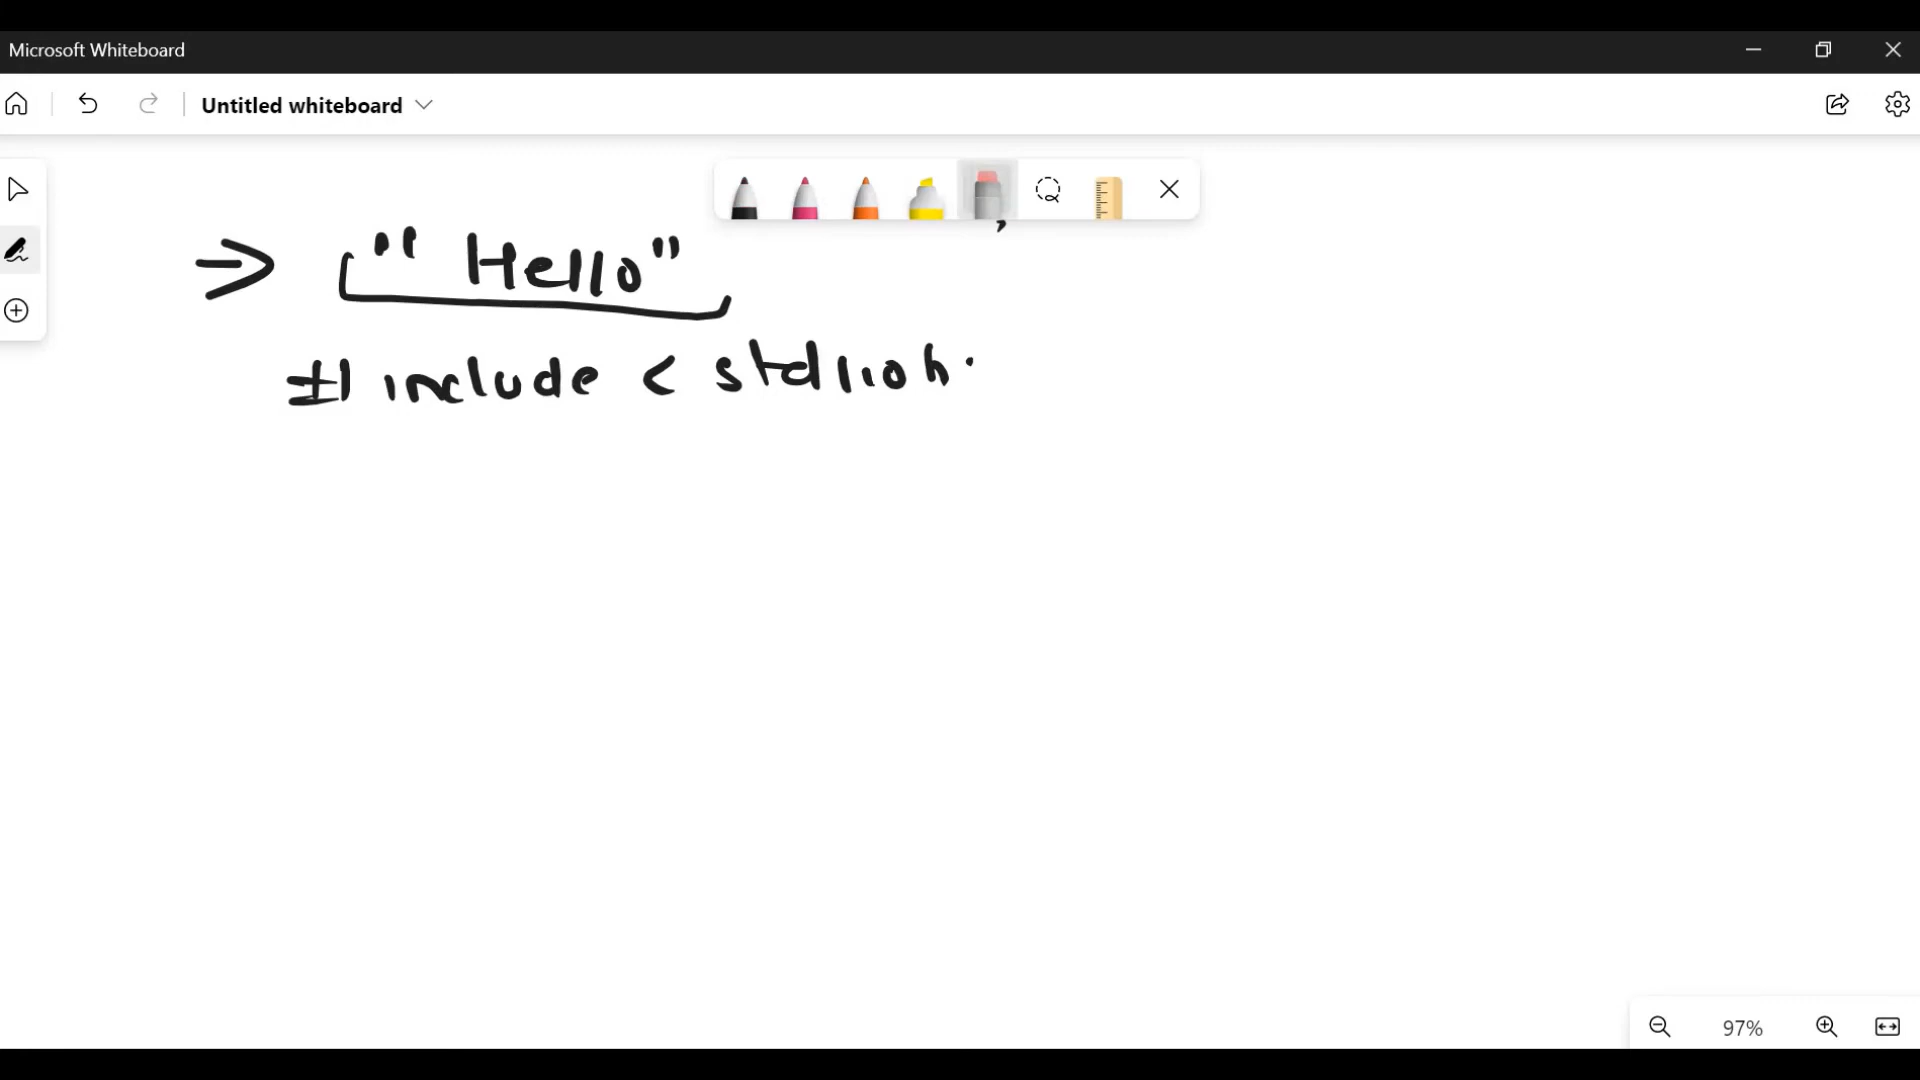 Microsoft Whiteboard
Untitled whiteboard
→ "Hello"
# include < stdioh.
97%